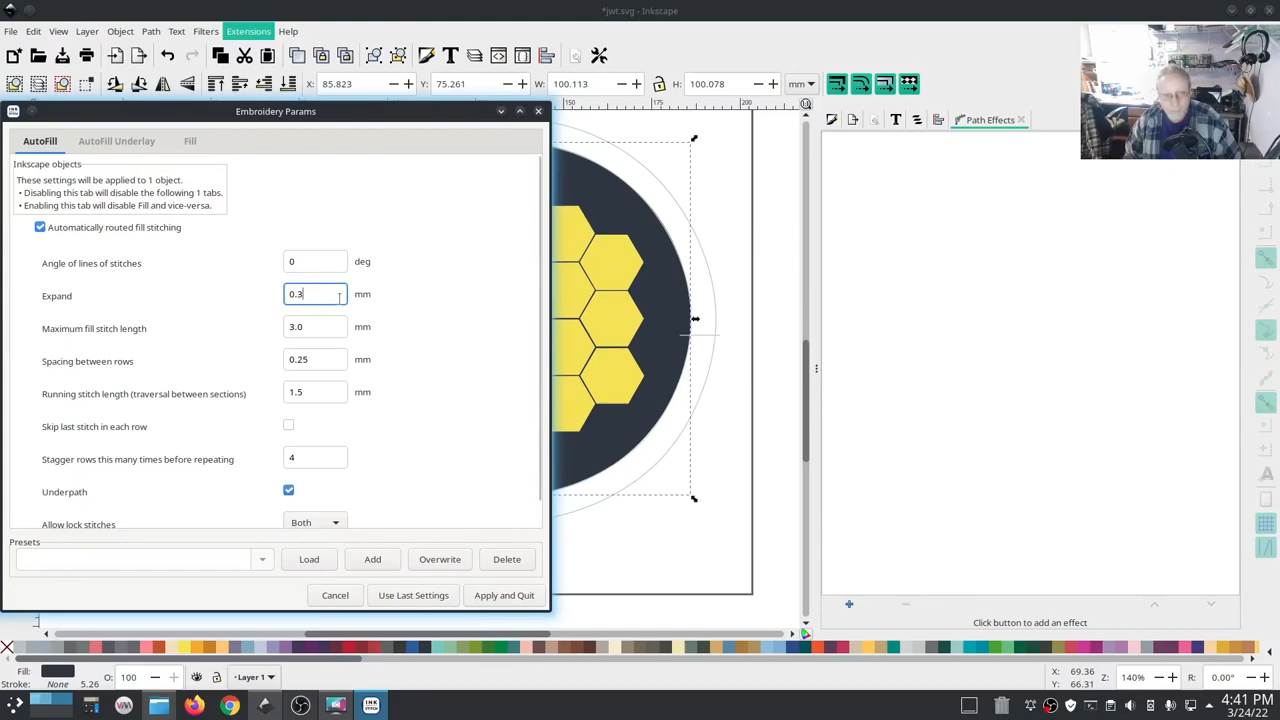 *jwt.svg - Inkscape
File Edit View Layer Object Path Text Filters Extensions Help
X: 85.823 Y: 75.261 W: 100.113 H: 100.078 mm
Embroidery Params
150 175 200
Path Effects
AutoFill AutoFill Underlay Fill
Inkscape objects
These settings will be applied to 1 object.
• Disabling this tab will disable the following 1 tabs.
• Enabling this tab will disable Fill and vice-versa.
Automatically routed fill stitching
Angle of lines of stitches 0 deg
Expand 0.3 mm
Maximum fill stitch length 3.0 mm
Spacing between rows 0.25 mm
Running stitch length (traversal between sections) 1.5 mm
Skip last stitch in each row
Stagger rows this many times before repeating 4
Underpath
Allow lock stitches Both
Presets
Load Add Overwrite Delete
Cancel Use Last Settings Apply and Quit
Click button to add an effect
Fill: O: 100 Layer 1 X: 69.36 Z: 140% R: 0.00°
Stroke: None 5.26 Y: 66.31
INK STITCH
4:41 PM
3/24/22